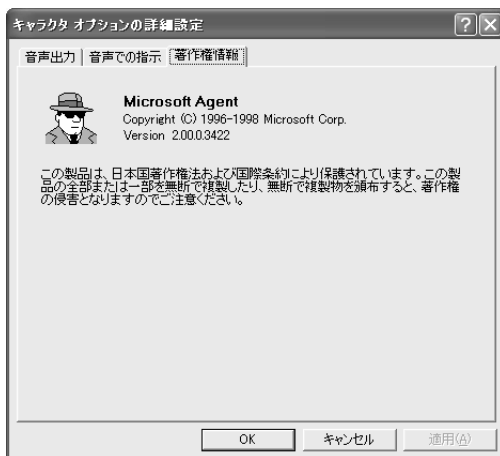 キャラクタ オプションの詳細設定
音声出力
音声での指示
著作権情報
Microsoft Agent
Copyright (C) 1996-1998 Microsoft Corp.
Version 2.00.0.3422
この製品は、日本国著作権法および国際条約により保護されています。この製
品の全部または一部を無断で複製したり、無断で複製物を頒布すると、著作権
の侵害となりますのでご注意ください。
OK
キャンセル
適用(A)